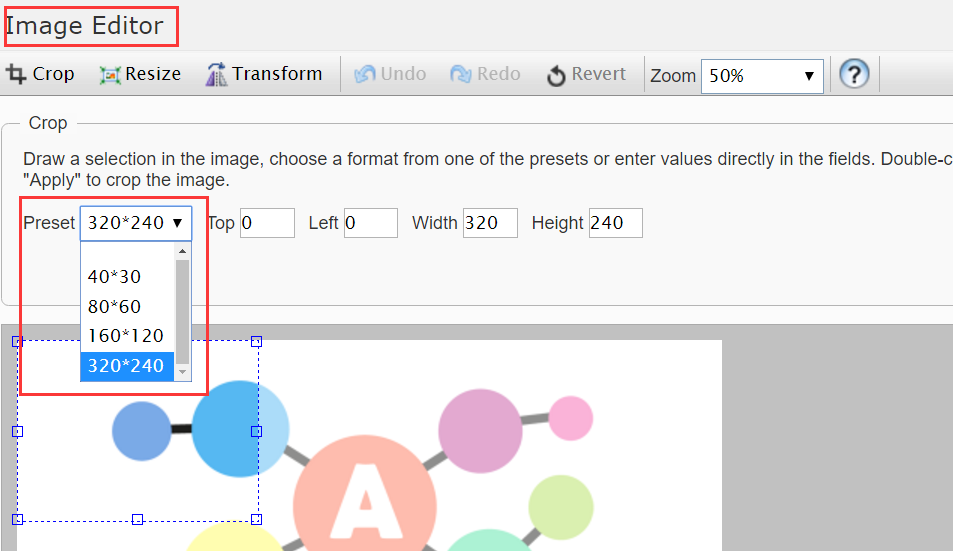 Image Editor
Crop Resize Transform Undo Redo Revert Zoom 50% ?
Crop
Draw a selection in the image, choose a format from one of the presets or enter values directly in the fields. Double-c
"Apply" to crop the image.
Preset 320*240 Top 0 Left 0 Width 320 Height 240
40*30
80*60
160*120
320*240
A